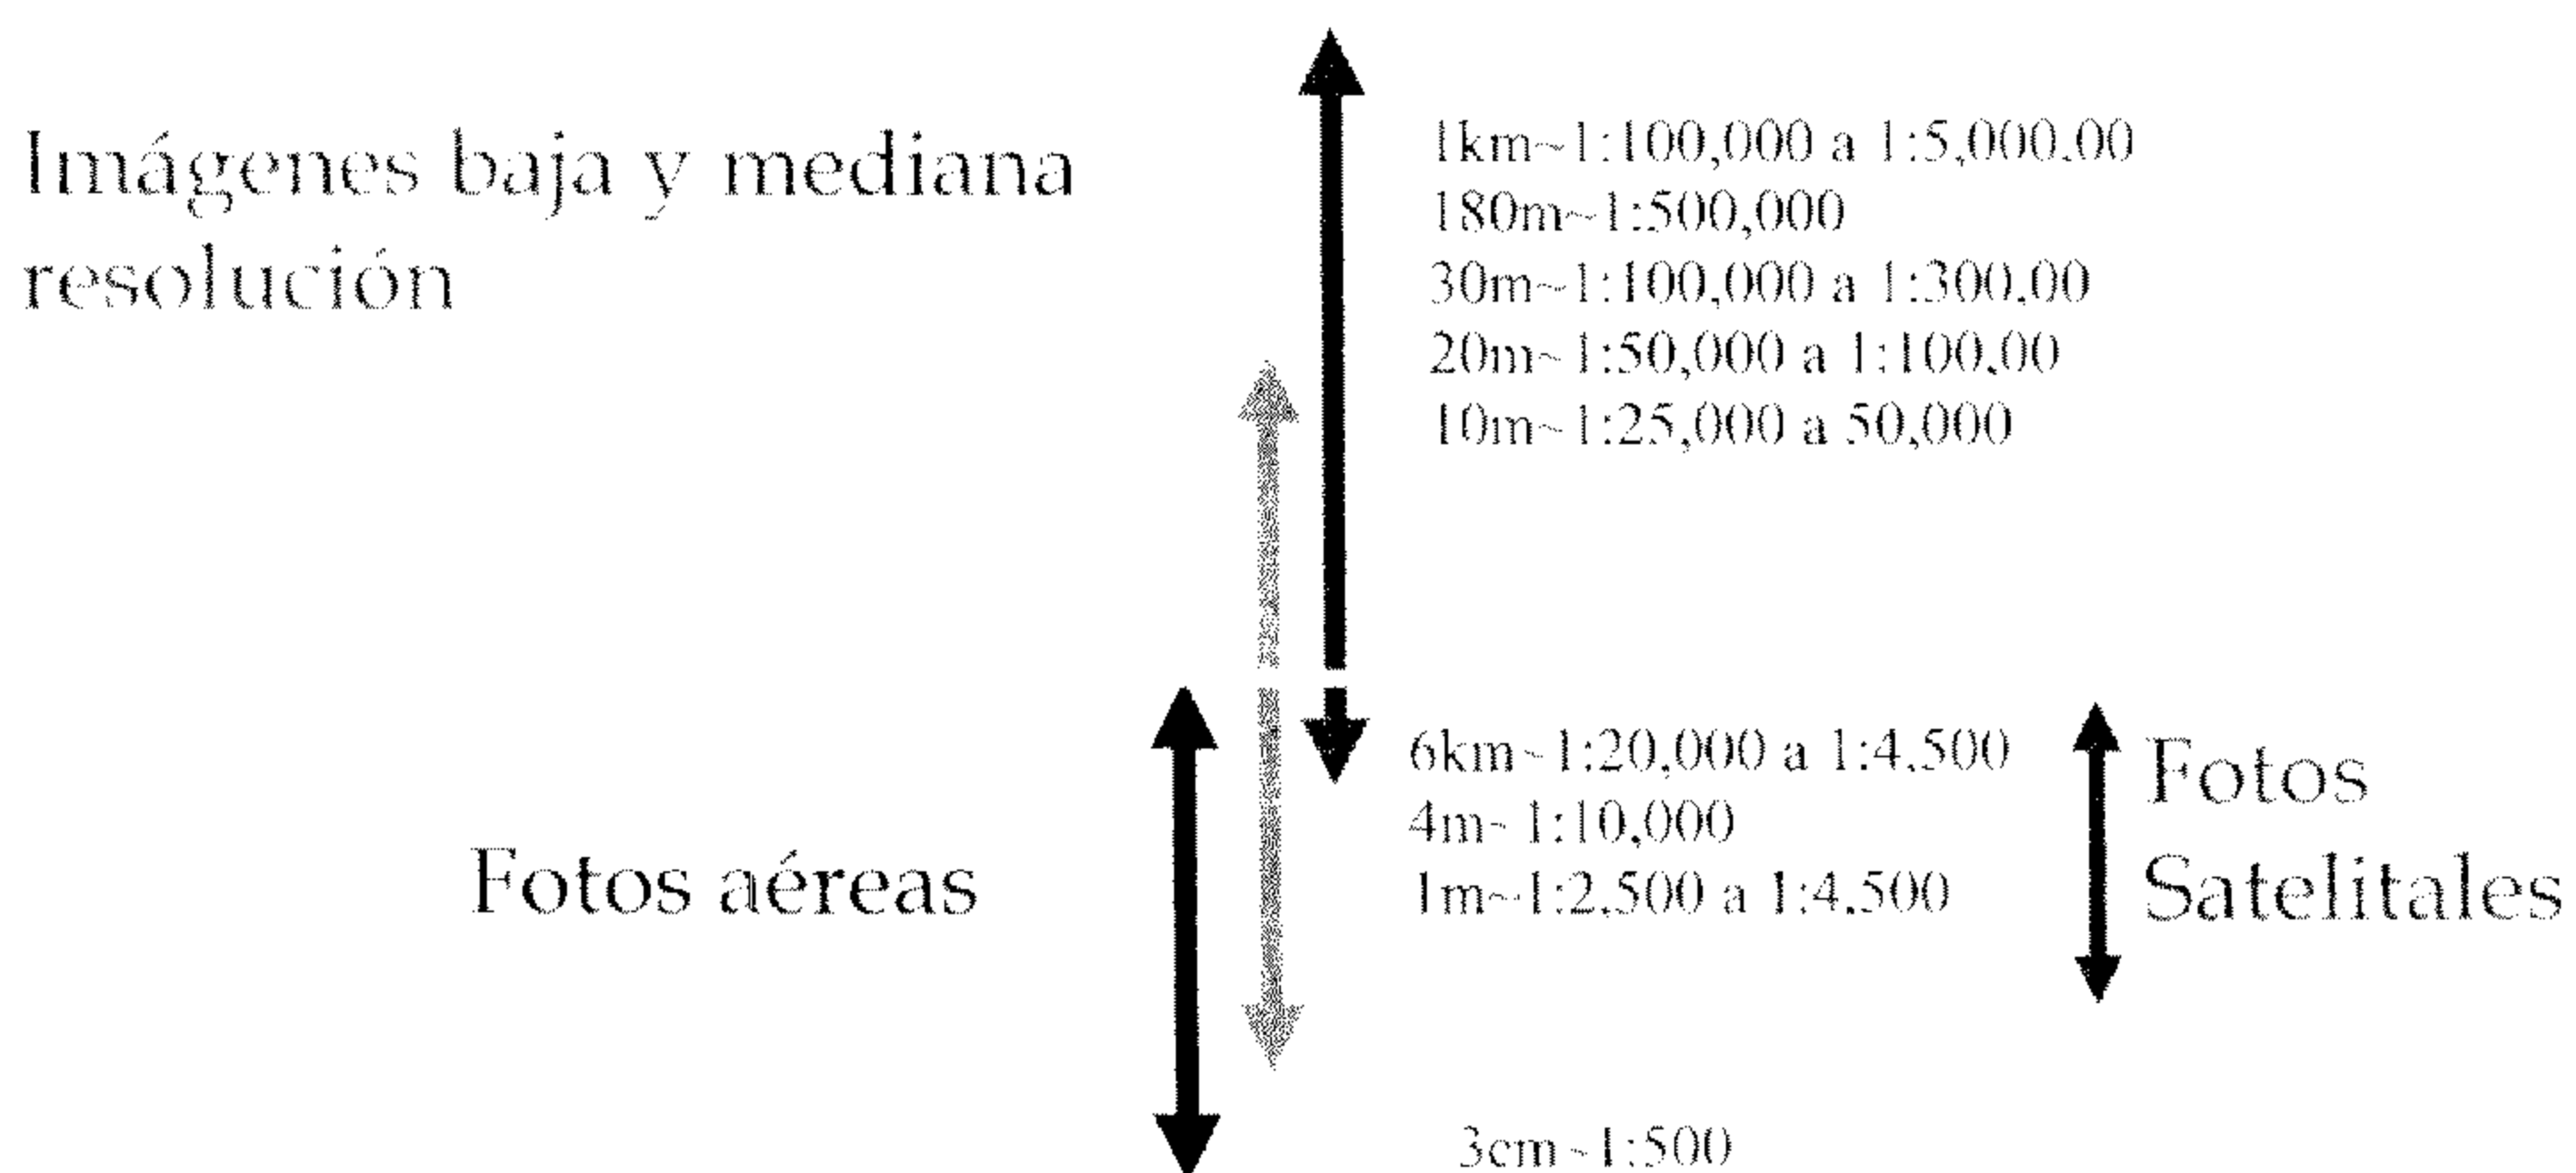 Imágenes baja y mediana
resolución
1km~1:100,000 a 1:5,000.00
180m~1:500,000
30m~1:100,000 a 1:300.00
20m~1:50,000 a 1:100.00
10m~1:25,000 a 50,000
Fotos aéreas
6km~1:20,000 a 1:4.500
4m~1:10,000
1m~1:2,500 a 1:4.500
3cm~1:500
Fotos
Satelitales